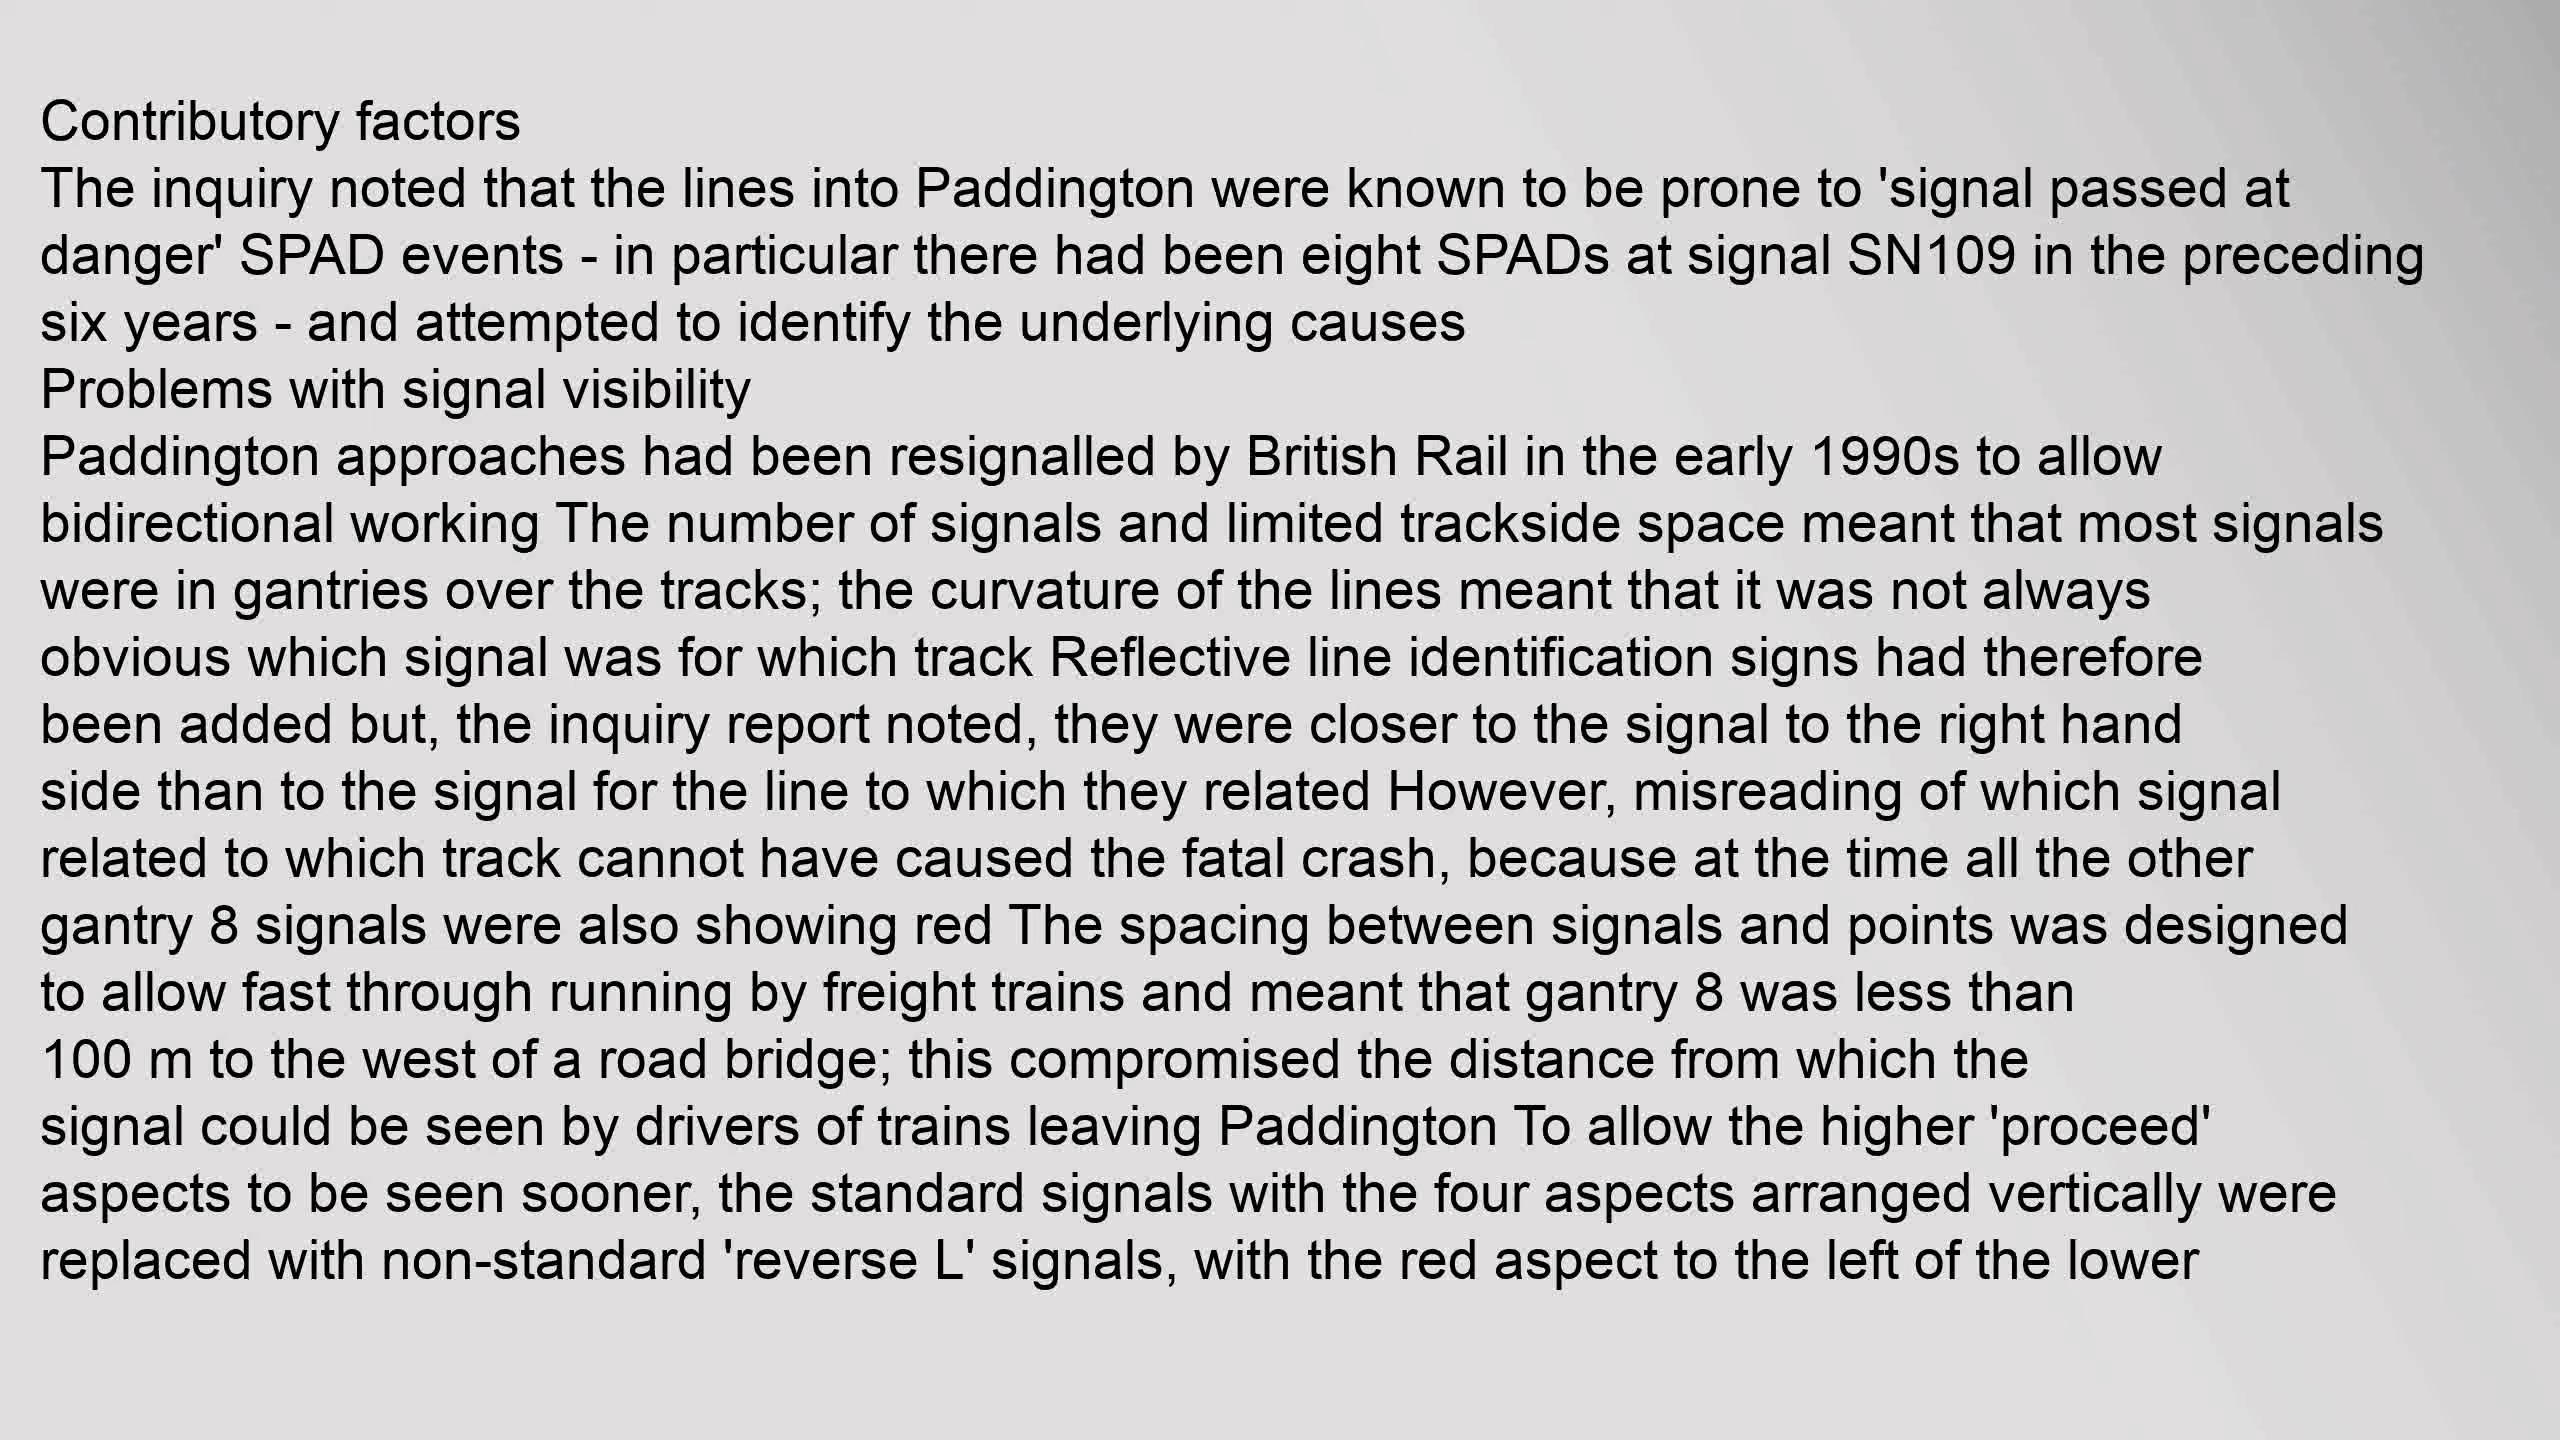 Contributory factors
The inquiry noted that the lines into Paddington were known to be prone to 'signal passed at
danger' SPAD events - in particular there had been eight SPADs at signal SN109 in the preceding
six years - and attempted to identify the underlying causes
Problems with signal visibility
Paddington approaches had been resignalled by British Rail in the early 1990s to allow
bidirectional working The number of signals and limited trackside space meant that most signals
were in gantries over the tracks; the curvature of the lines meant that it was not always
obvious which signal was for which track Reflective line identification signs had therefore
been added but, the inquiry report noted, they were closer to the signal to the right hand
side than to the signal for the line to which they related However, misreading of which signal
related to which track cannot have caused the fatal crash, because at the time all the other
gantry 8 signals were also showing red The spacing between signals and points was designed
to allow fast through running by freight trains and meant that gantry 8 was less than
100 m to the west of a road bridge; this compromised the distance from which the
signal could be seen by drivers of trains leaving Paddington To allow the higher 'proceed'
aspects to be seen sooner, the standard signals with the four aspects arranged vertically were
replaced with non-standard 'reverse L' signals, with the red aspect to the left of the lower